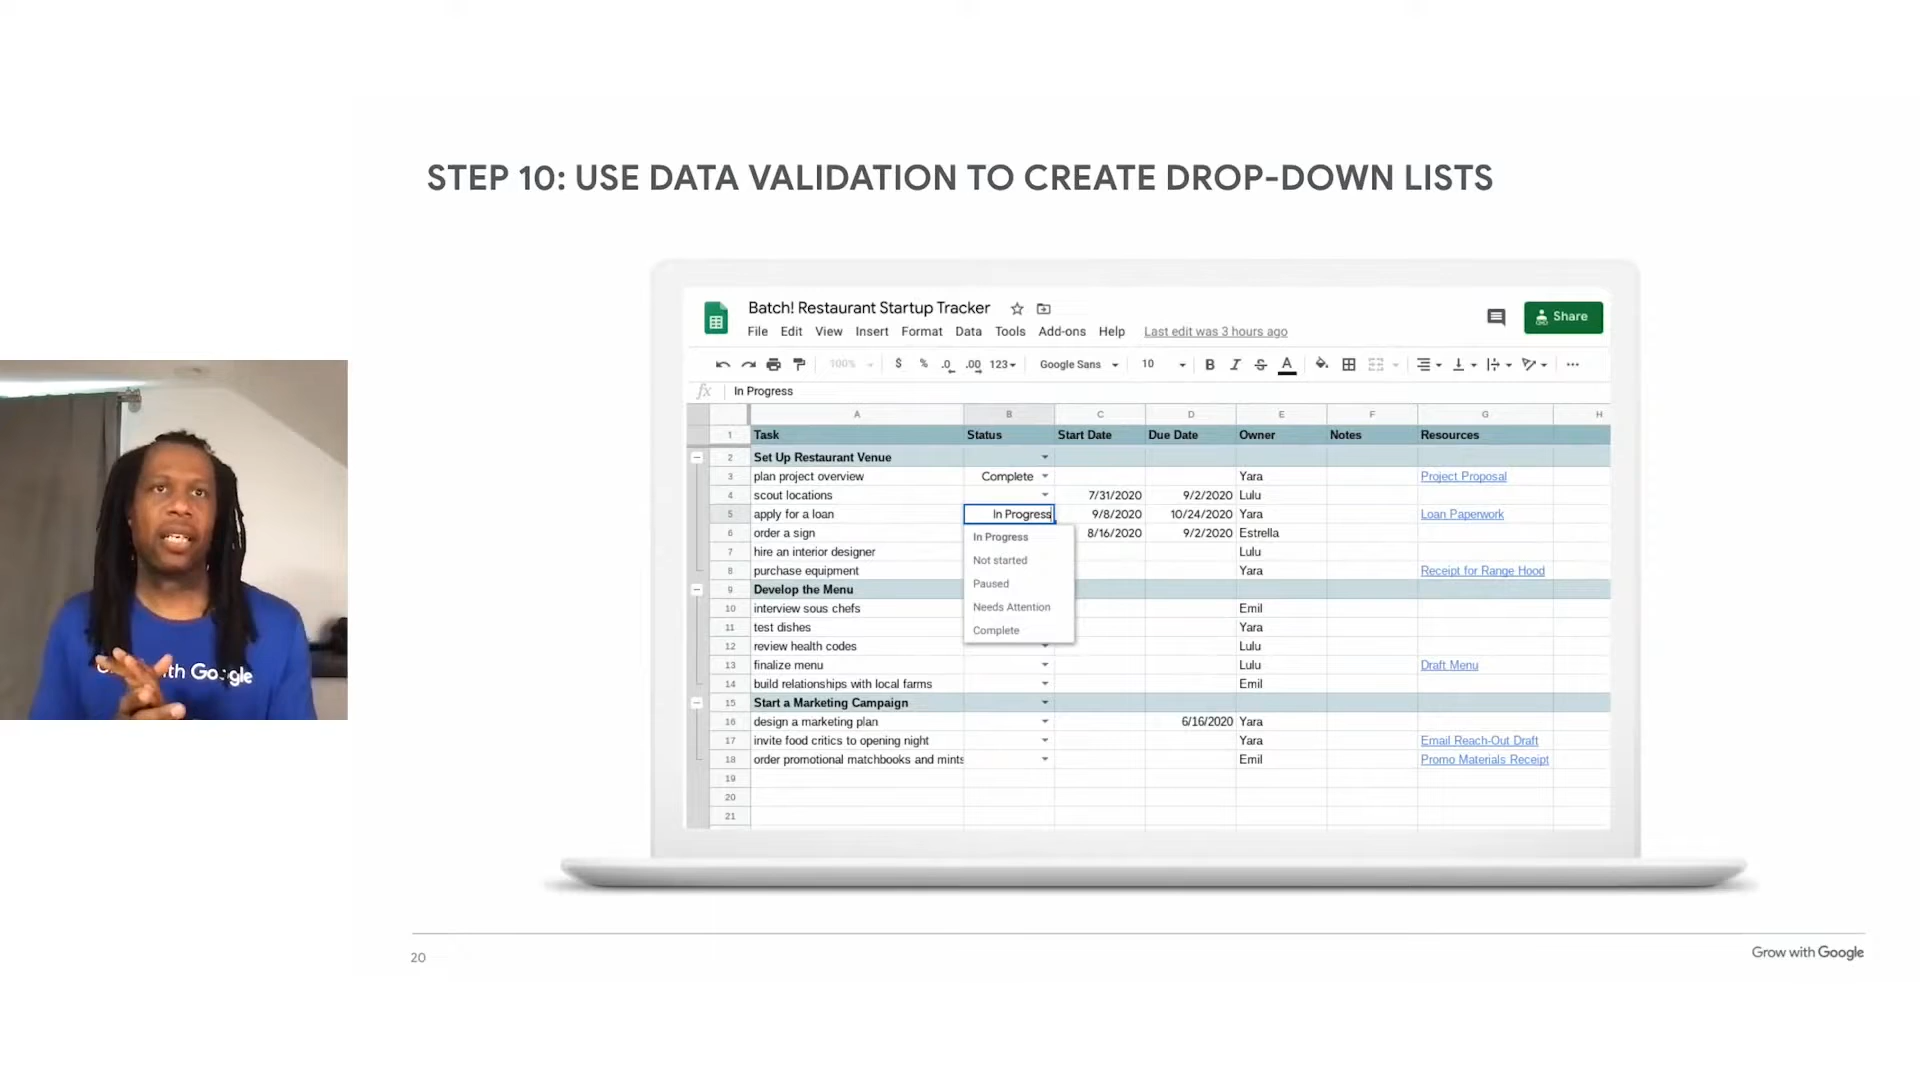 STEP 10: USE DATA VALIDATION TO CREATE DROP-DOWN LISTS
Batch! Restaurant Startup Tracker
Share
File Edit View Insert Format Data Tools Add-ons Help Last edit was 3 hours ago
100% $ % .0 .00 123 Google Sans 10 B I S A
fx In Progress
A B C D E F G H
1 Task Status Start Date Due Date Owner Notes Resources
2 Set Up Restaurant Venue
3 plan project overview Complete Yara Project Proposal
4 scout locations 7/31/2020 9/2/2020 Lulu
5 apply for a loan In Progress 9/8/2020 10/24/2020 Yara Loan Paperwork
6 order a sign 8/16/2020 9/2/2020 Estrella
7 hire an interior designer Lulu
8 purchase equipment Yara Receipt for Range Hood
9 Develop the Menu
10 interview sous chefs Emil
11 test dishes Yara
12 review health codes Lulu
13 finalize menu Lulu Draft Menu
14 build relationships with local farms Emil
15 Start a Marketing Campaign
16 design a marketing plan 6/16/2020 Yara
17 invite food critics to opening night Yara Email Reach-Out Draft
18 order promotional matchbooks and mints Emil Promo Materials Receipt
19
20
21
In Progress
Not started
Paused
Needs Attention
Complete
with Google
20
Grow with Google